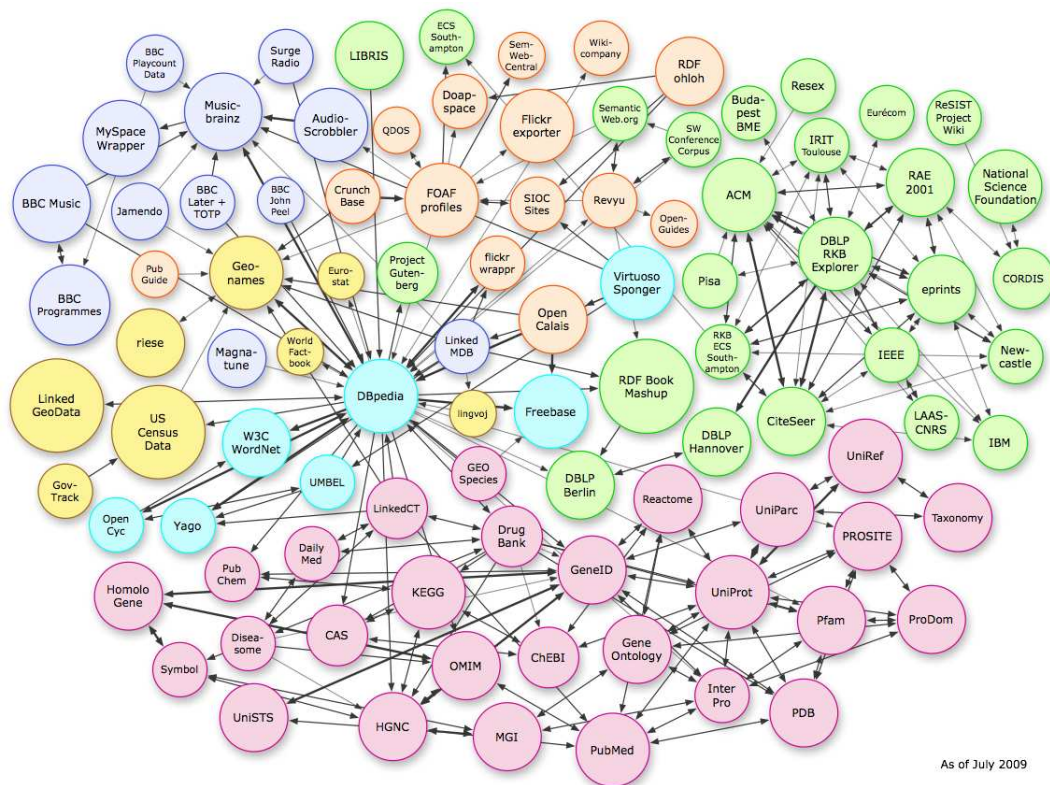 ECS
South-
ampton
BBC
Playcount
Data
Surge
Radio
LIBRIS
Sem-
Web-
Central
Wiki-
company
RDF
ohloh
Music-
brainz
Doap-
space
Flickr
exporter
Semantic
Web.org
Buda-
pest
BME
Resex
Eurécom
ReSIST
Project
Wiki
MySpace
Wrapper
Audio-
Scrobbler
QDOS
SW
Conference
Corpus
IRIT
Toulouse
BBC Music
Jamendo
BBC
Later +
TOTP
BBC
John
Peel
Crunch
Base
FOAF
profiles
SIOC
Sites
Revyu
Open-
Guides
ACM
RAE
2001
National
Science
Foundation
DBLP
RKB
Explorer
Pub
Guide
Geo-
names
Euro-
stat
Project
Guten-
berg
flickr
wrappr
Virtuoso
Sponger
Pisa
eprints
CORDIS
BBC
Programmes
riese
Magna-
tune
World
Fact-
book
Linked
MDB
Open
Calais
RKB
ECS
South-
ampton
IEEE
New-
castle
Linked
GeoData
US
Census
Data
W3C
WordNet
DBpedia
lingvoj
Freebase
RDF Book
Mashup
CiteSeer
LAAS-
CNRS
IBM
DBLP
Hannover
Gov-
Track
Open
Cyc
Yago
UMBEL
LinkedCT
GEO
Species
DBLP
Berlin
Reactome
UniParc
UniRef
Taxonomy
PROSITE
Daily
Med
Drug
Bank
Pub
Chem
Homolo
Gene
KEGG
GeneID
UniProt
Pfam
ProDom
Disea-
some
CAS
Symbol
OMIM
ChEBI
Gene
Ontology
Inter
Pro
UniSTS
HGNC
MGI
PubMed
PDB
As of July 2009